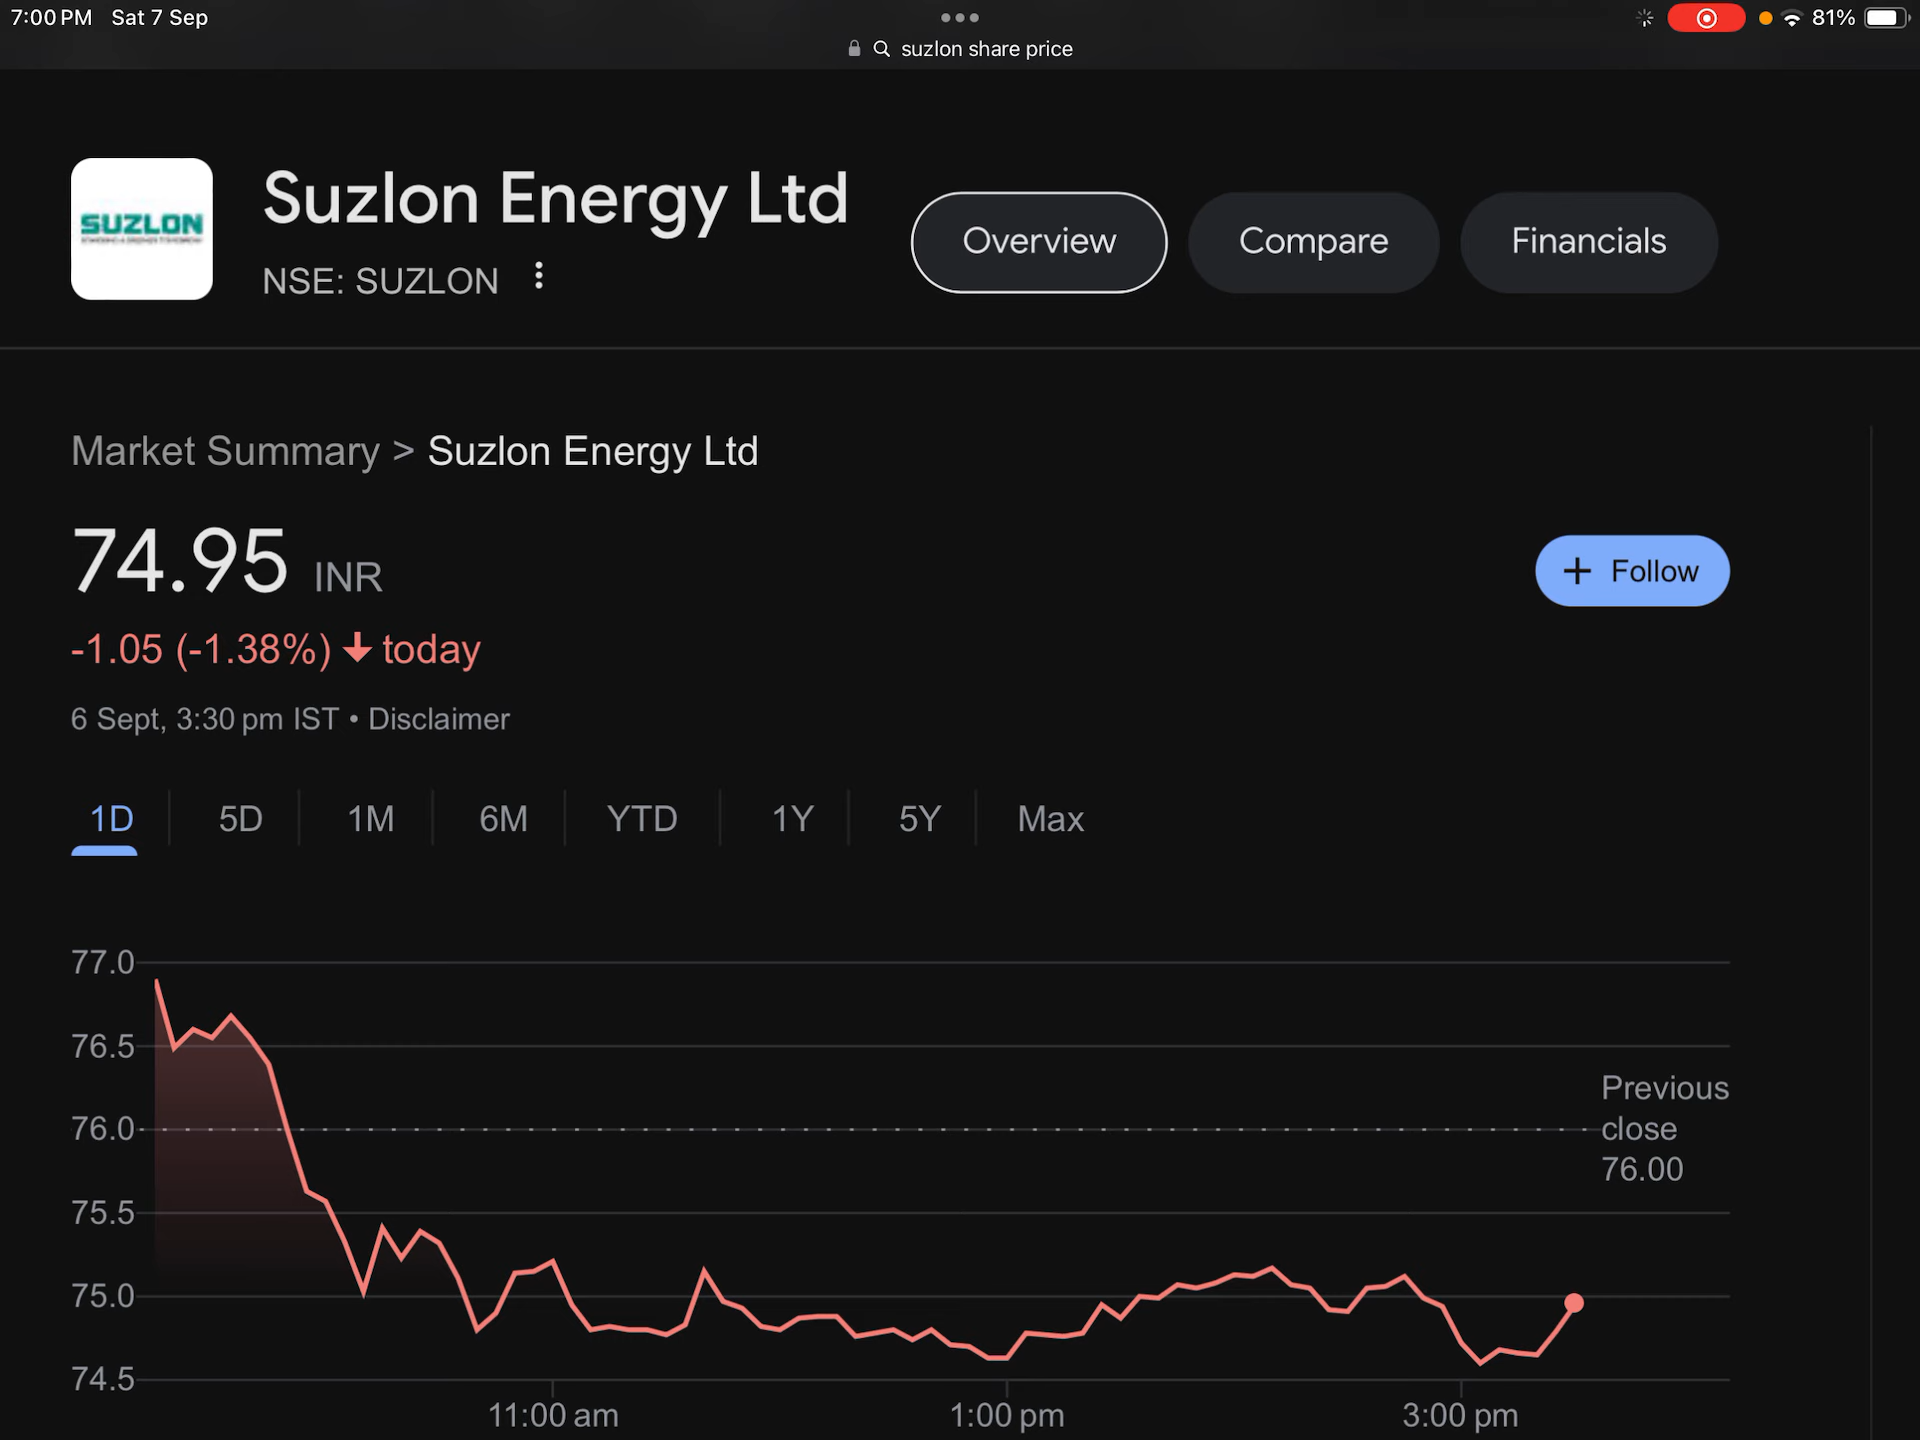 7:00 PM Sat 7 Sep
81%
suzlon share price
SUZLON
Suzlon Energy Ltd
NSE: SUZLON
Overview
Compare
Financials
Market Summary > Suzlon Energy Ltd
74.95 INR
+ Follow
-1.05 (-1.38%) ↓ today
6 Sept, 3:30 pm IST • Disclaimer
1D 5D 1M 6M YTD 1Y 5Y Max
77.0
76.5
76.0
75.5
75.0
74.5
Previous
close
76.00
11:00 am
1:00 pm
3:00 pm